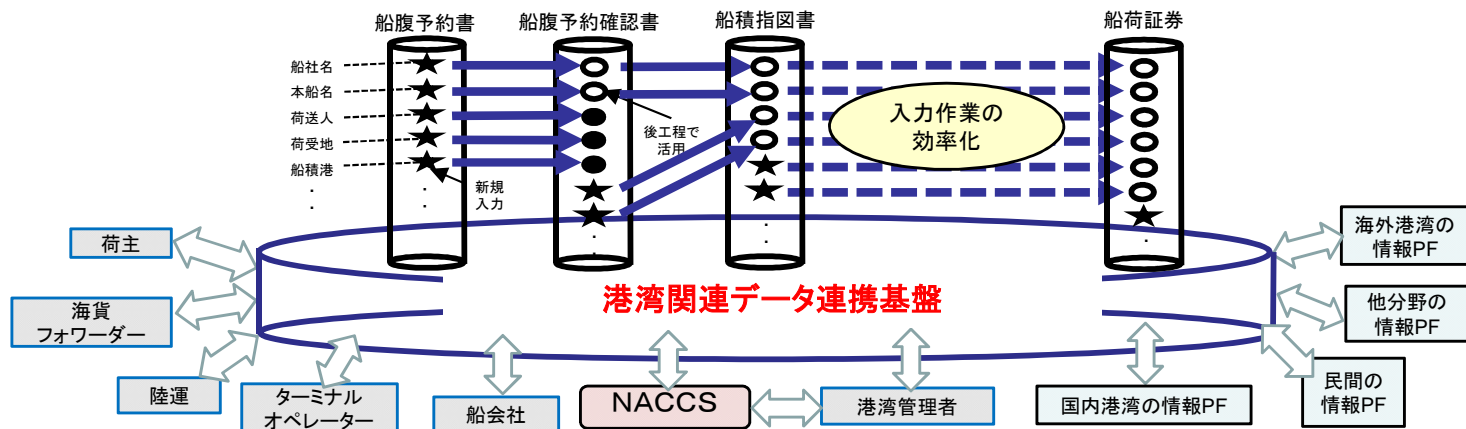 船腹予約書
船腹予約確認書
船積指図書
船荷証券
船社名
本船名
荷送人
荷受地
船積港
新規
入力
後工程で
活用
入力作業の
効率化
港湾関連データ連携基盤
荷主
海貨
フォワーダー
陸運
ターミナル
オペレーター
船会社
NACCS
港湾管理者
国内港湾の情報PF
民間の
情報PF
他分野の
情報PF
海外港湾の
情報PF